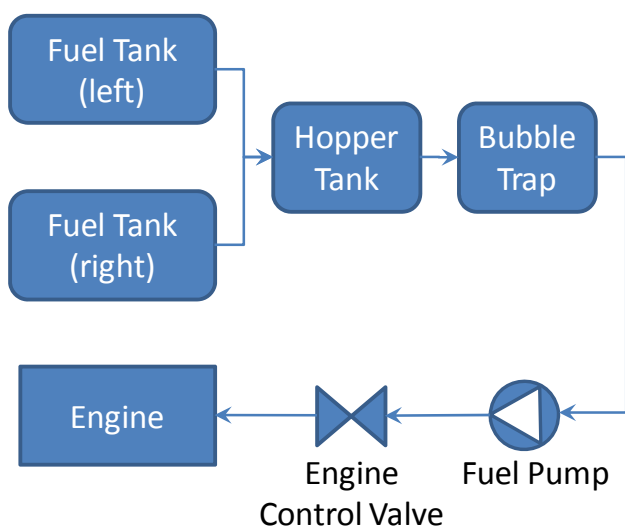 Fuel Tank
(left)
Hopper
Tank
Bubble
Trap
Fuel Tank
(right)
Engine
Engine
Control Valve
Fuel Pump